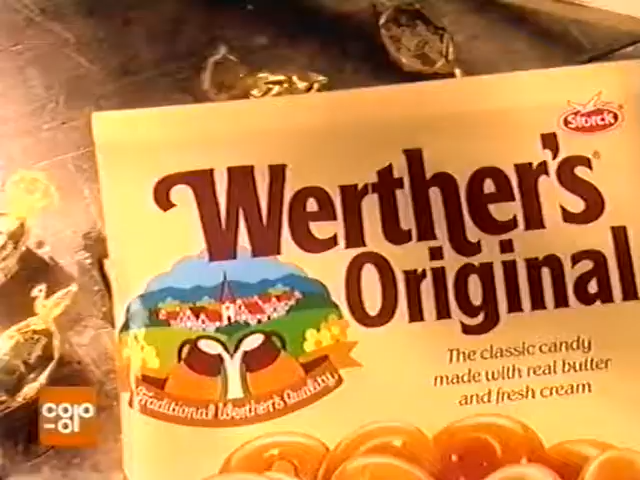 Storck
Werther's
Original
The classic candy
made with real butter
and fresh cream
Traditional Werther's Quality